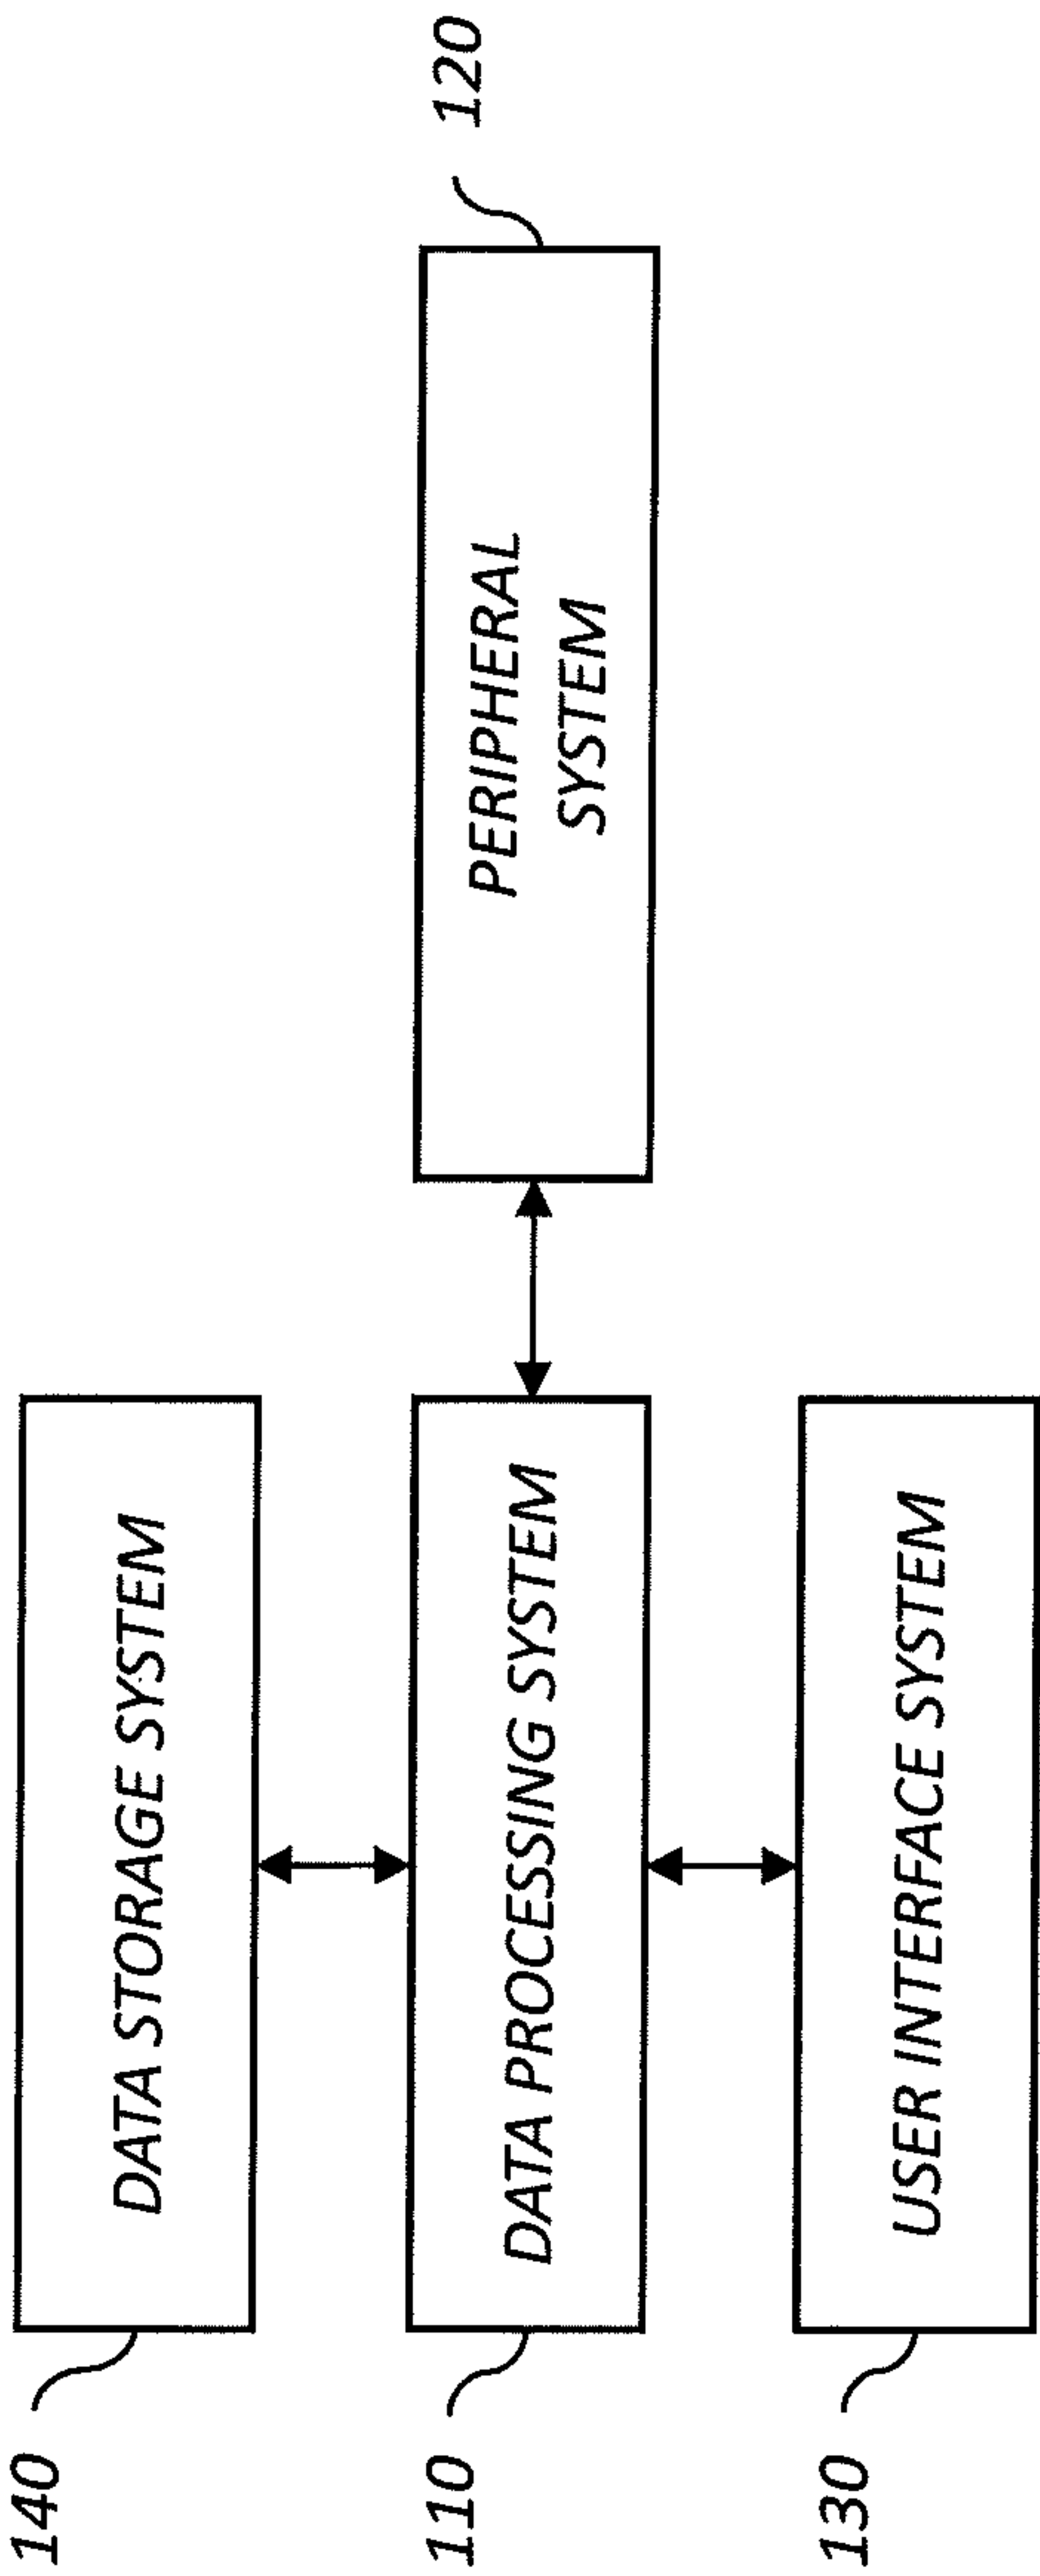 140
DATA STORAGE SYSTEM
110
DATA PROCESSING SYSTEM
PERIPHERAL
SYSTEM
120
130
USER INTERFACE SYSTEM